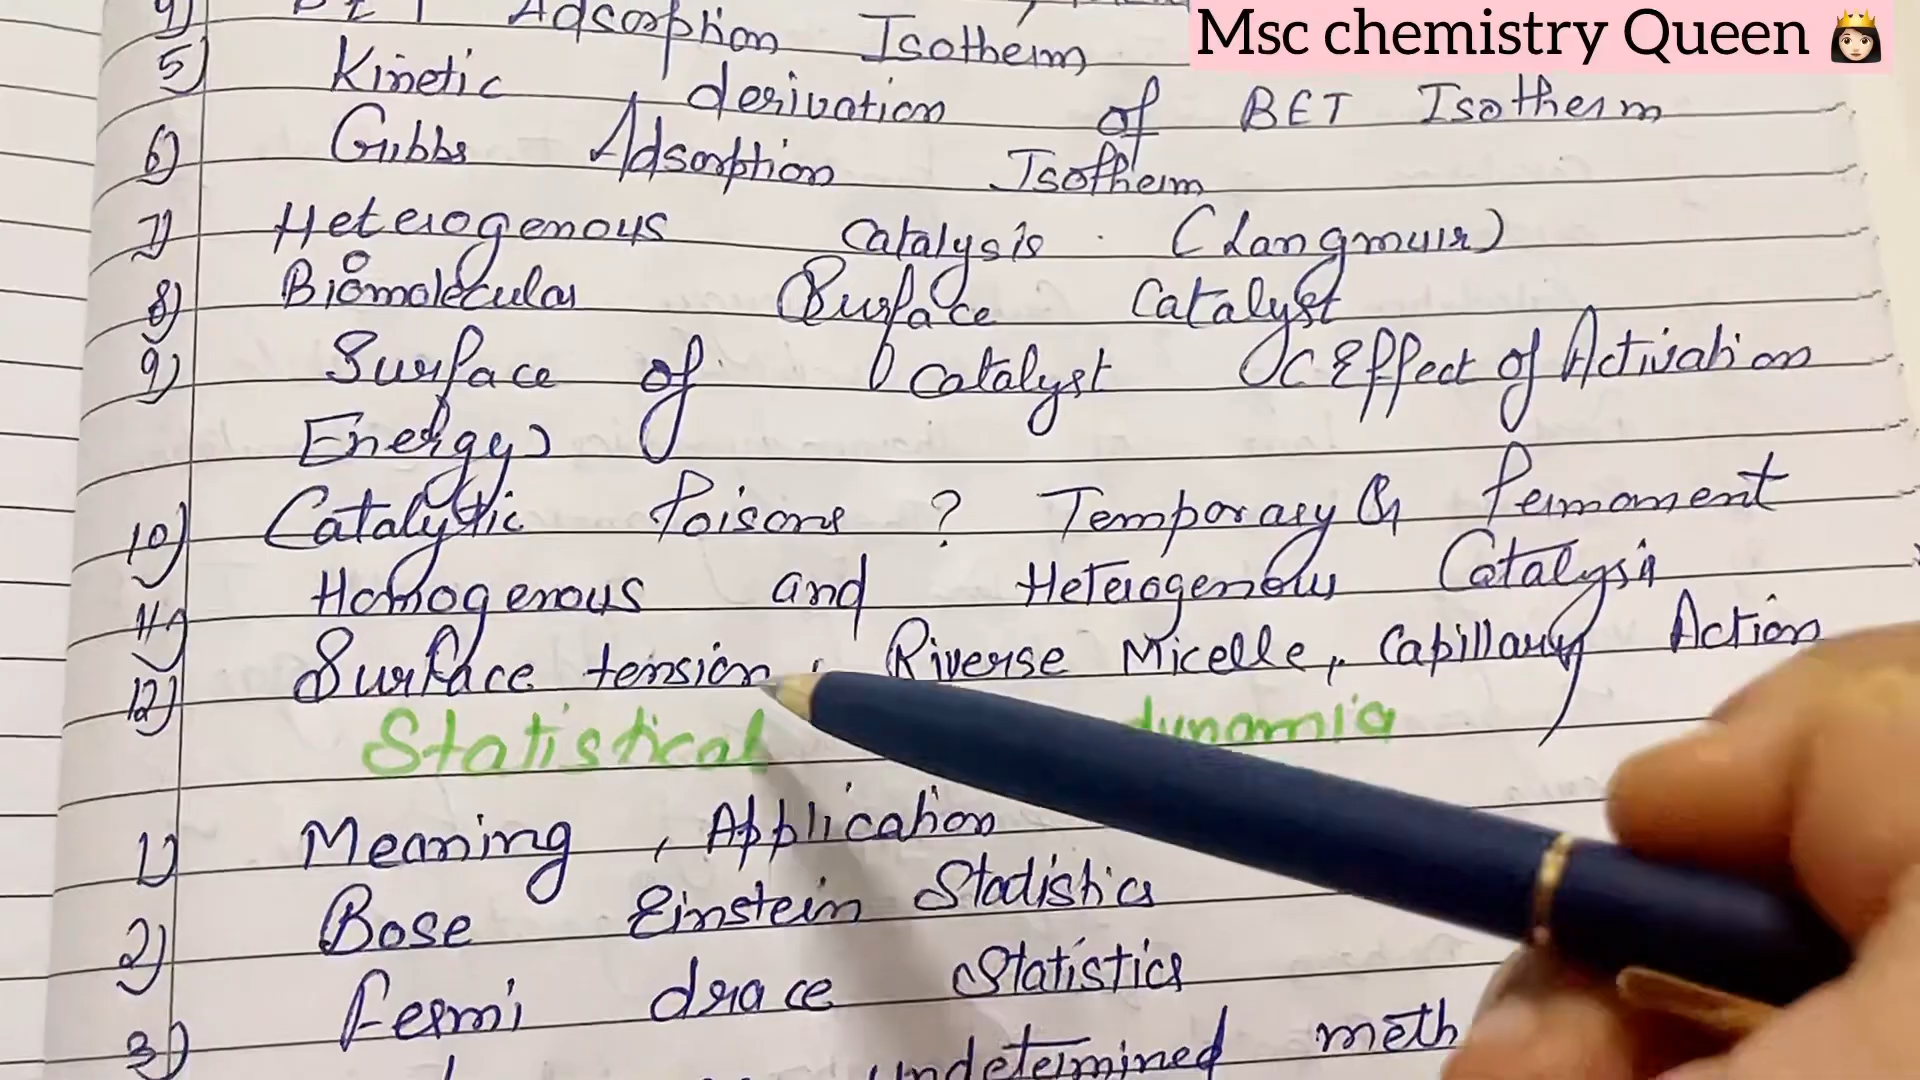 Msc chemistry Queen
4) BET Adsorption Isotherm
5) Kinetic derivation of BET Isotherm
6) Gibbs Adsorption Isotherm
7) Heterogenous catalysis (Langmuir)
8) Biomolecular Surface Catalyst
9) Surface of catalyst (Effect of Activation
Energy)
10) Catalytic Poisons ? Temporary & Permanent
11) Homogenous and Heterogenous Catalysis
12) Surface tension, Riverse Micelle, Capillary Action
Statistical dynamic
1) Meaning, Application
2) Bose Einstein Statistics
3) Fermi drace Statistics
undetermined meth